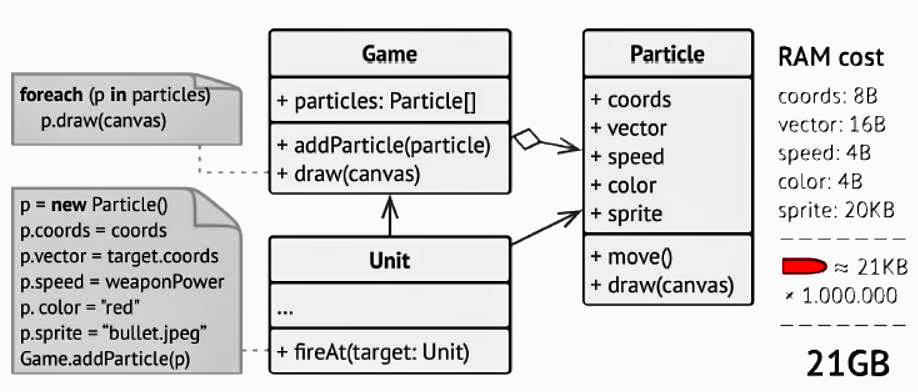 foreach (p in particles)
p.draw(canvas)
p = new Particle()
p.coords = coords
p.vector = target.coords
p.speed = weaponPower
p. color = "red"
p.sprite = “bullet.jpeg”
Game.addParticle(p)
Game
+ particles: Particle[]
+ addParticle(particle)
+ draw(canvas)
Unit
...
+ fireAt(target: Unit)
Particle
+ coords
+ vector
+ speed
+ color
+ sprite
+ move()
+ draw(canvas)
RAM cost
coords: 8B
vector: 16B
speed: 4B
color: 4B
sprite: 20KB
≈ 21KB
× 1.000.000
21GB